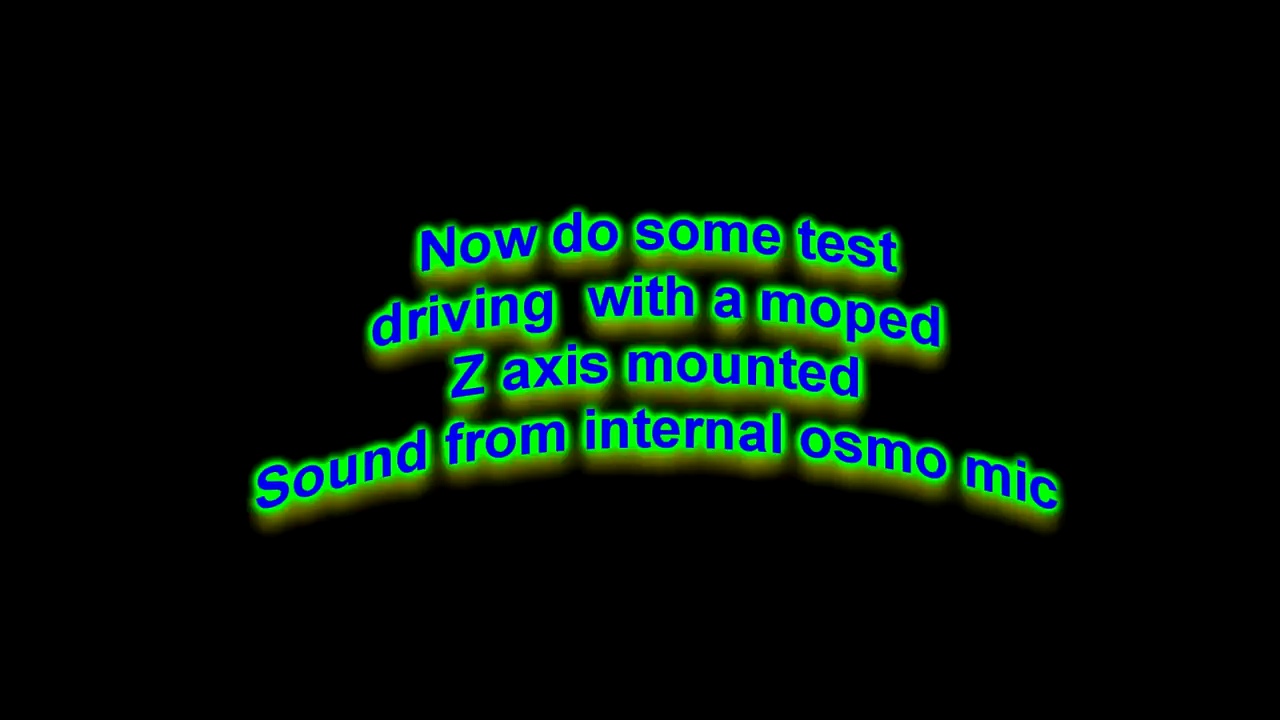 Now do some test
driving with a moped
Z axis mounted
Sound from internal osmo mic